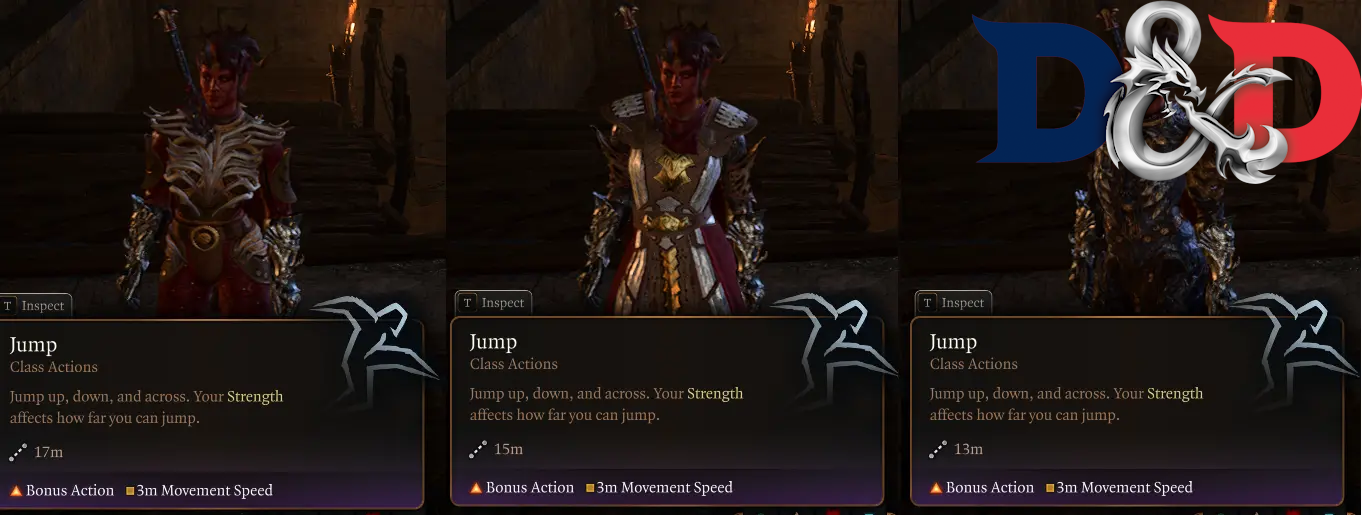 D&D
T Inspect
Jump
Class Actions
Jump up, down, and across. Your Strength
affects how far you can jump.
17m
Bonus Action 3m Movement Speed
T Inspect
Jump
Class Actions
Jump up, down, and across. Your Strength
affects how far you can jump.
15m
Bonus Action 3m Movement Speed
T Inspect
Jump
Class Actions
Jump up, down, and across. Your Strength
affects how far you can jump.
13m
Bonus Action 3m Movement Speed